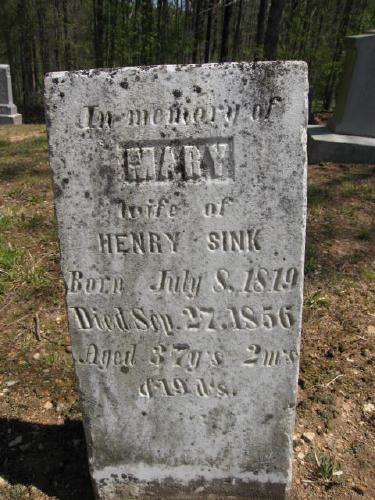 In memory of
MARY
wife of
HENRY SINK
Born July 8, 1819
Died Sep. 27, 1856
Aged 37 y's 2 m's
& 19 d's.